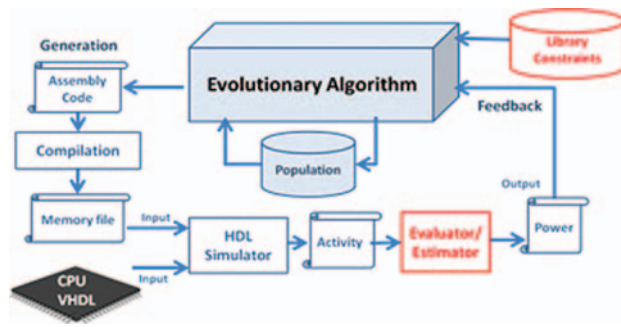 Generation
Assembly
Code
Evolutionary Algorithm
Library
Constraints
Feedback
Compilation
Population
Output
Memory file
Input
HDL
Simulator
Activity
Evaluator/
Estimator
Power
Input
CPU
VHDL